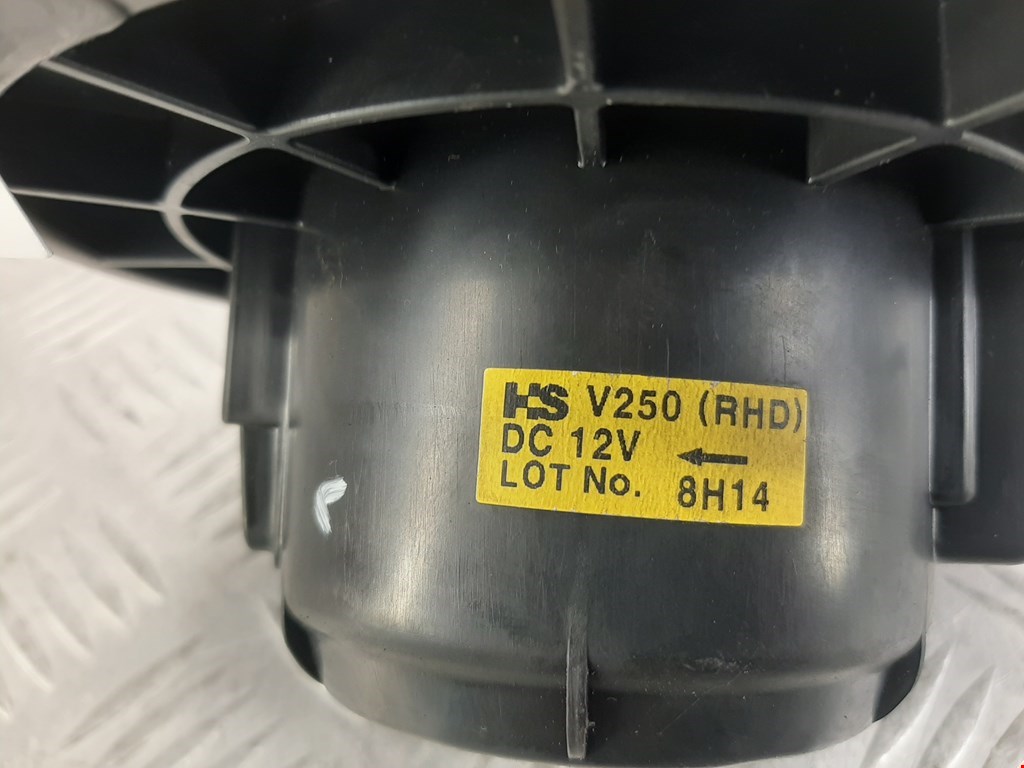 HS V250 (RHD)
DC 12V ←
LOT No. 8H14